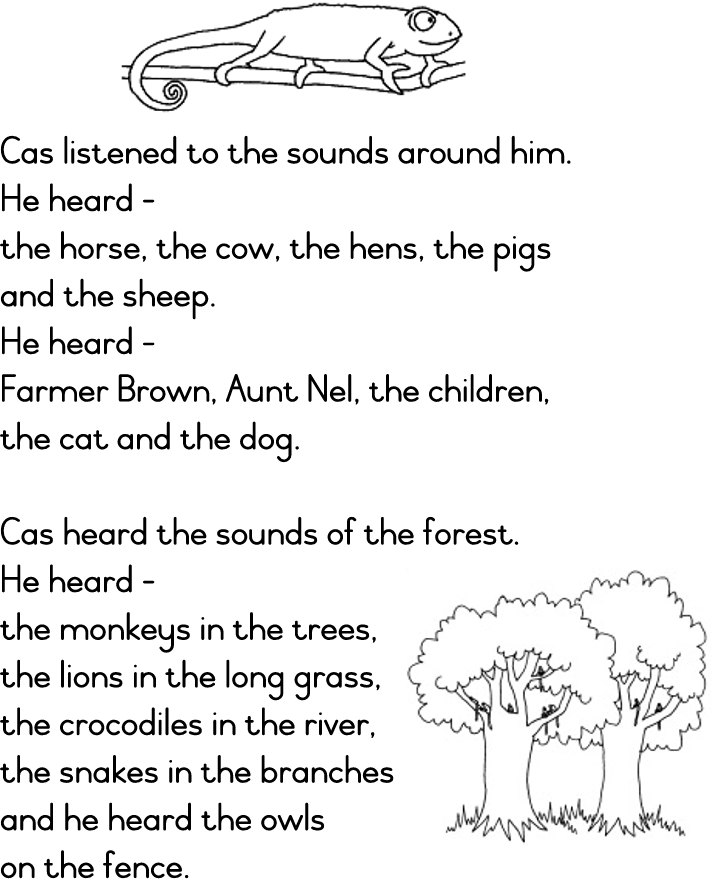 Cas listened to the sounds around him.
He heard -
the horse, the cow, the hens, the pigs
and the sheep.
He heard -
Farmer Brown, Aunt Nel, the children,
the cat and the dog.
Cas heard the sounds of the forest.
He heard -
the monkeys in the trees,
the lions in the long grass,
the crocodiles in the river,
the snakes in the branches
and he heard the owls
on the fence.